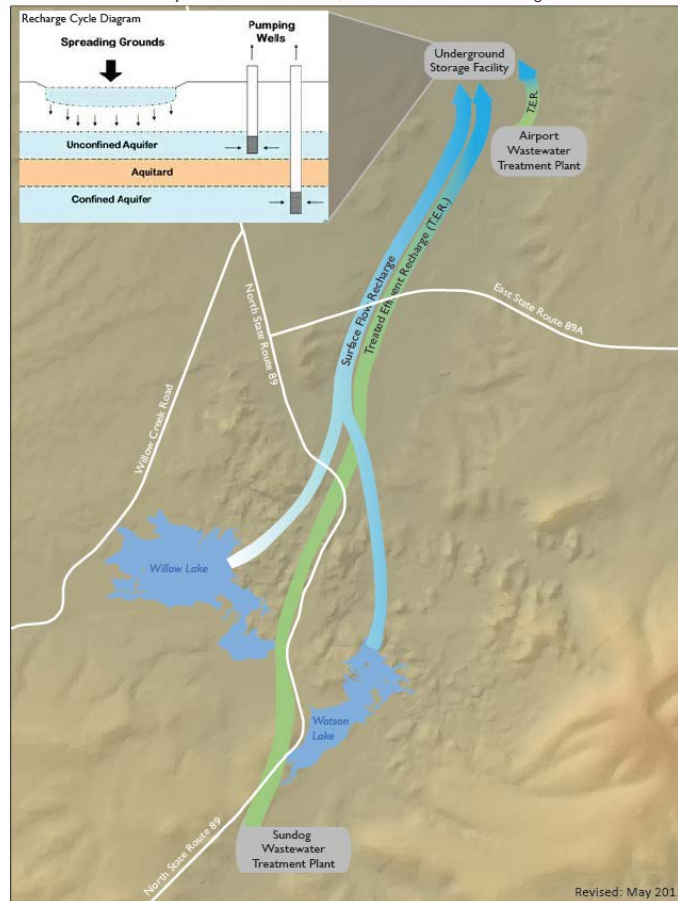 Recharge Cycle Diagram
Spreading Grounds
Pumping
Wells
Unconfined Aquifer
Aquitard
Confined Aquifer
Underground
Storage Facility
T.E.R.
Airport
Wastewater
Treatment Plant
Surface Flow Recharge
Treated Effluent Recharge (T.E.R.)
North State Route 89
East State Route 89A
Willow Creek Road
Willow Lake
Watson
Lake
North State Route 89
Sundog
Wastewater
Treatment Plant
Revised: May 201